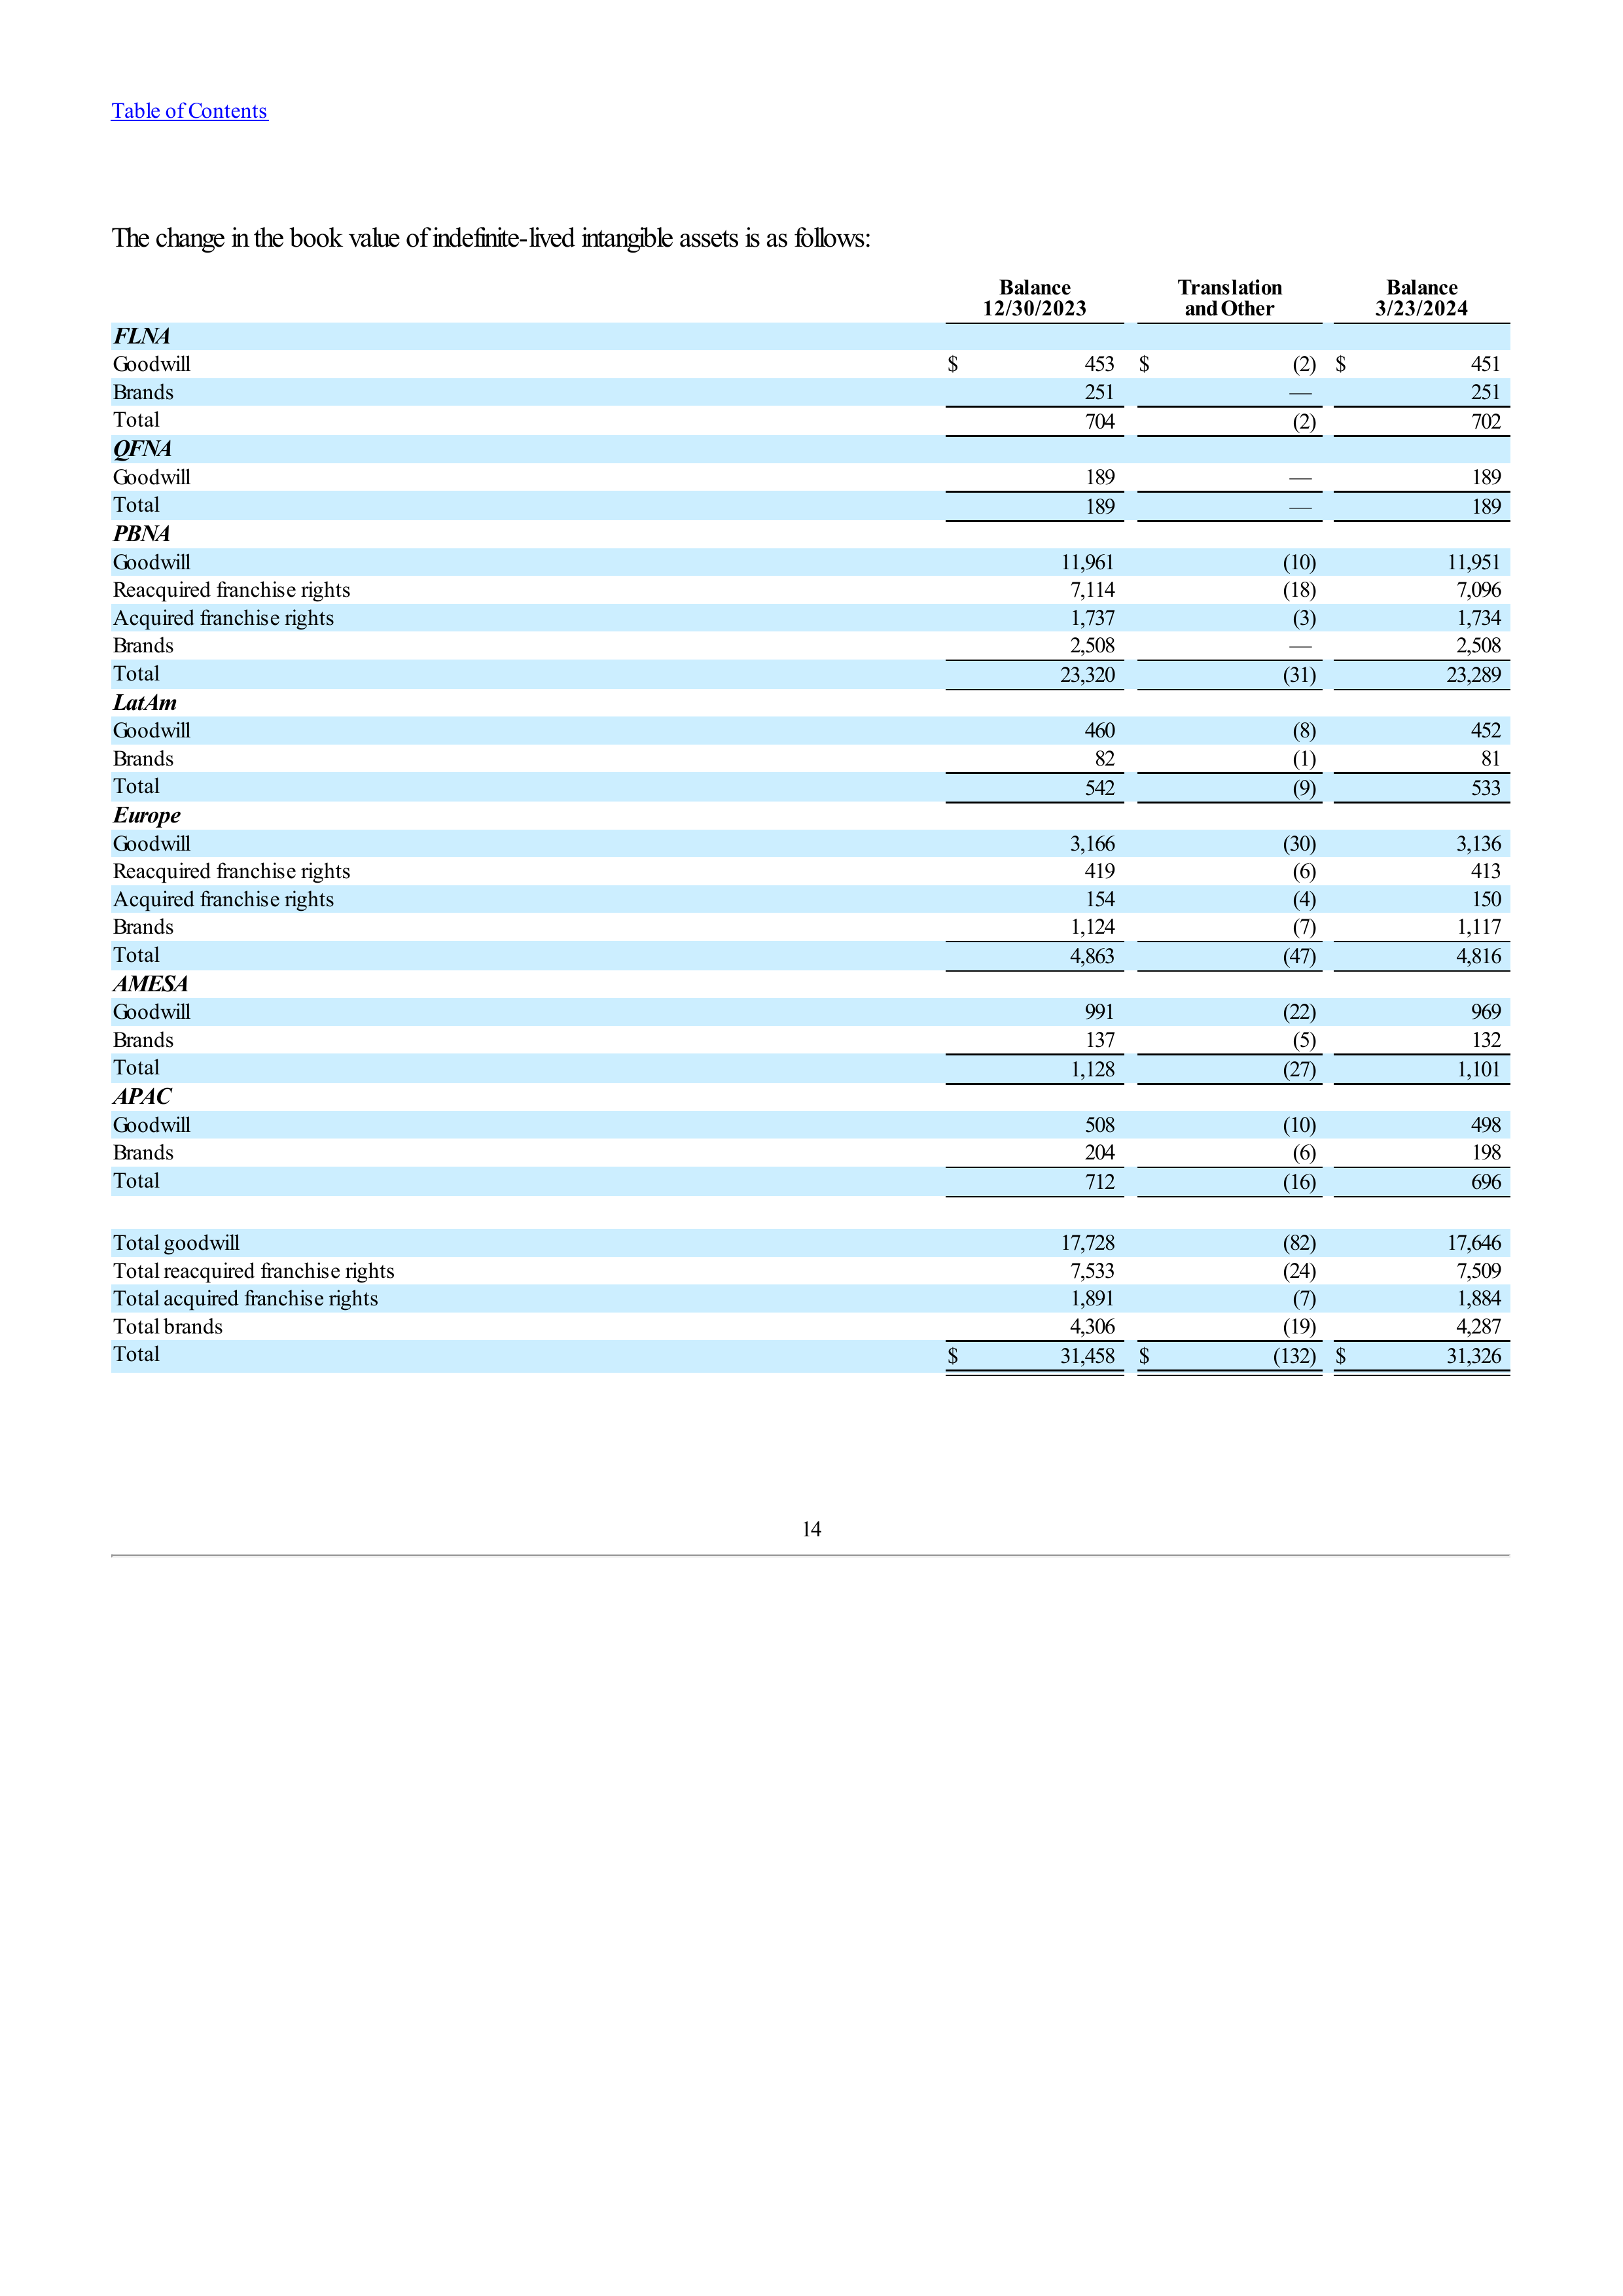 Table of Contents
The change in the book value of indefinite-lived intangible assets is as follows:
Balance 12/30/2023 Translation and Other Balance 3/23/2024
FLNA
Goodwill $ 453 $ (2) $ 451
Brands 251 — 251
Total 704 (2) 702
QFNA
Goodwill 189 — 189
Total 189 — 189
PBNA
Goodwill 11,961 (10) 11,951
Reacquired franchise rights 7,114 (18) 7,096
Acquired franchise rights 1,737 (3) 1,734
Brands 2,508 — 2,508
Total 23,320 (31) 23,289
LatAm
Goodwill 460 (8) 452
Brands 82 (1) 81
Total 542 (9) 533
Europe
Goodwill 3,166 (30) 3,136
Reacquired franchise rights 419 (6) 413
Acquired franchise rights 154 (4) 150
Brands 1,124 (7) 1,117
Total 4,863 (47) 4,816
AMESA
Goodwill 991 (22) 969
Brands 137 (5) 132
Total 1,128 (27) 1,101
APAC
Goodwill 508 (10) 498
Brands 204 (6) 198
Total 712 (16) 696
Total goodwill 17,728 (82) 17,646
Total reacquired franchise rights 7,533 (24) 7,509
Total acquired franchise rights 1,891 (7) 1,884
Total brands 4,306 (19) 4,287
Total $ 31,458 $ (132) $ 31,326
14